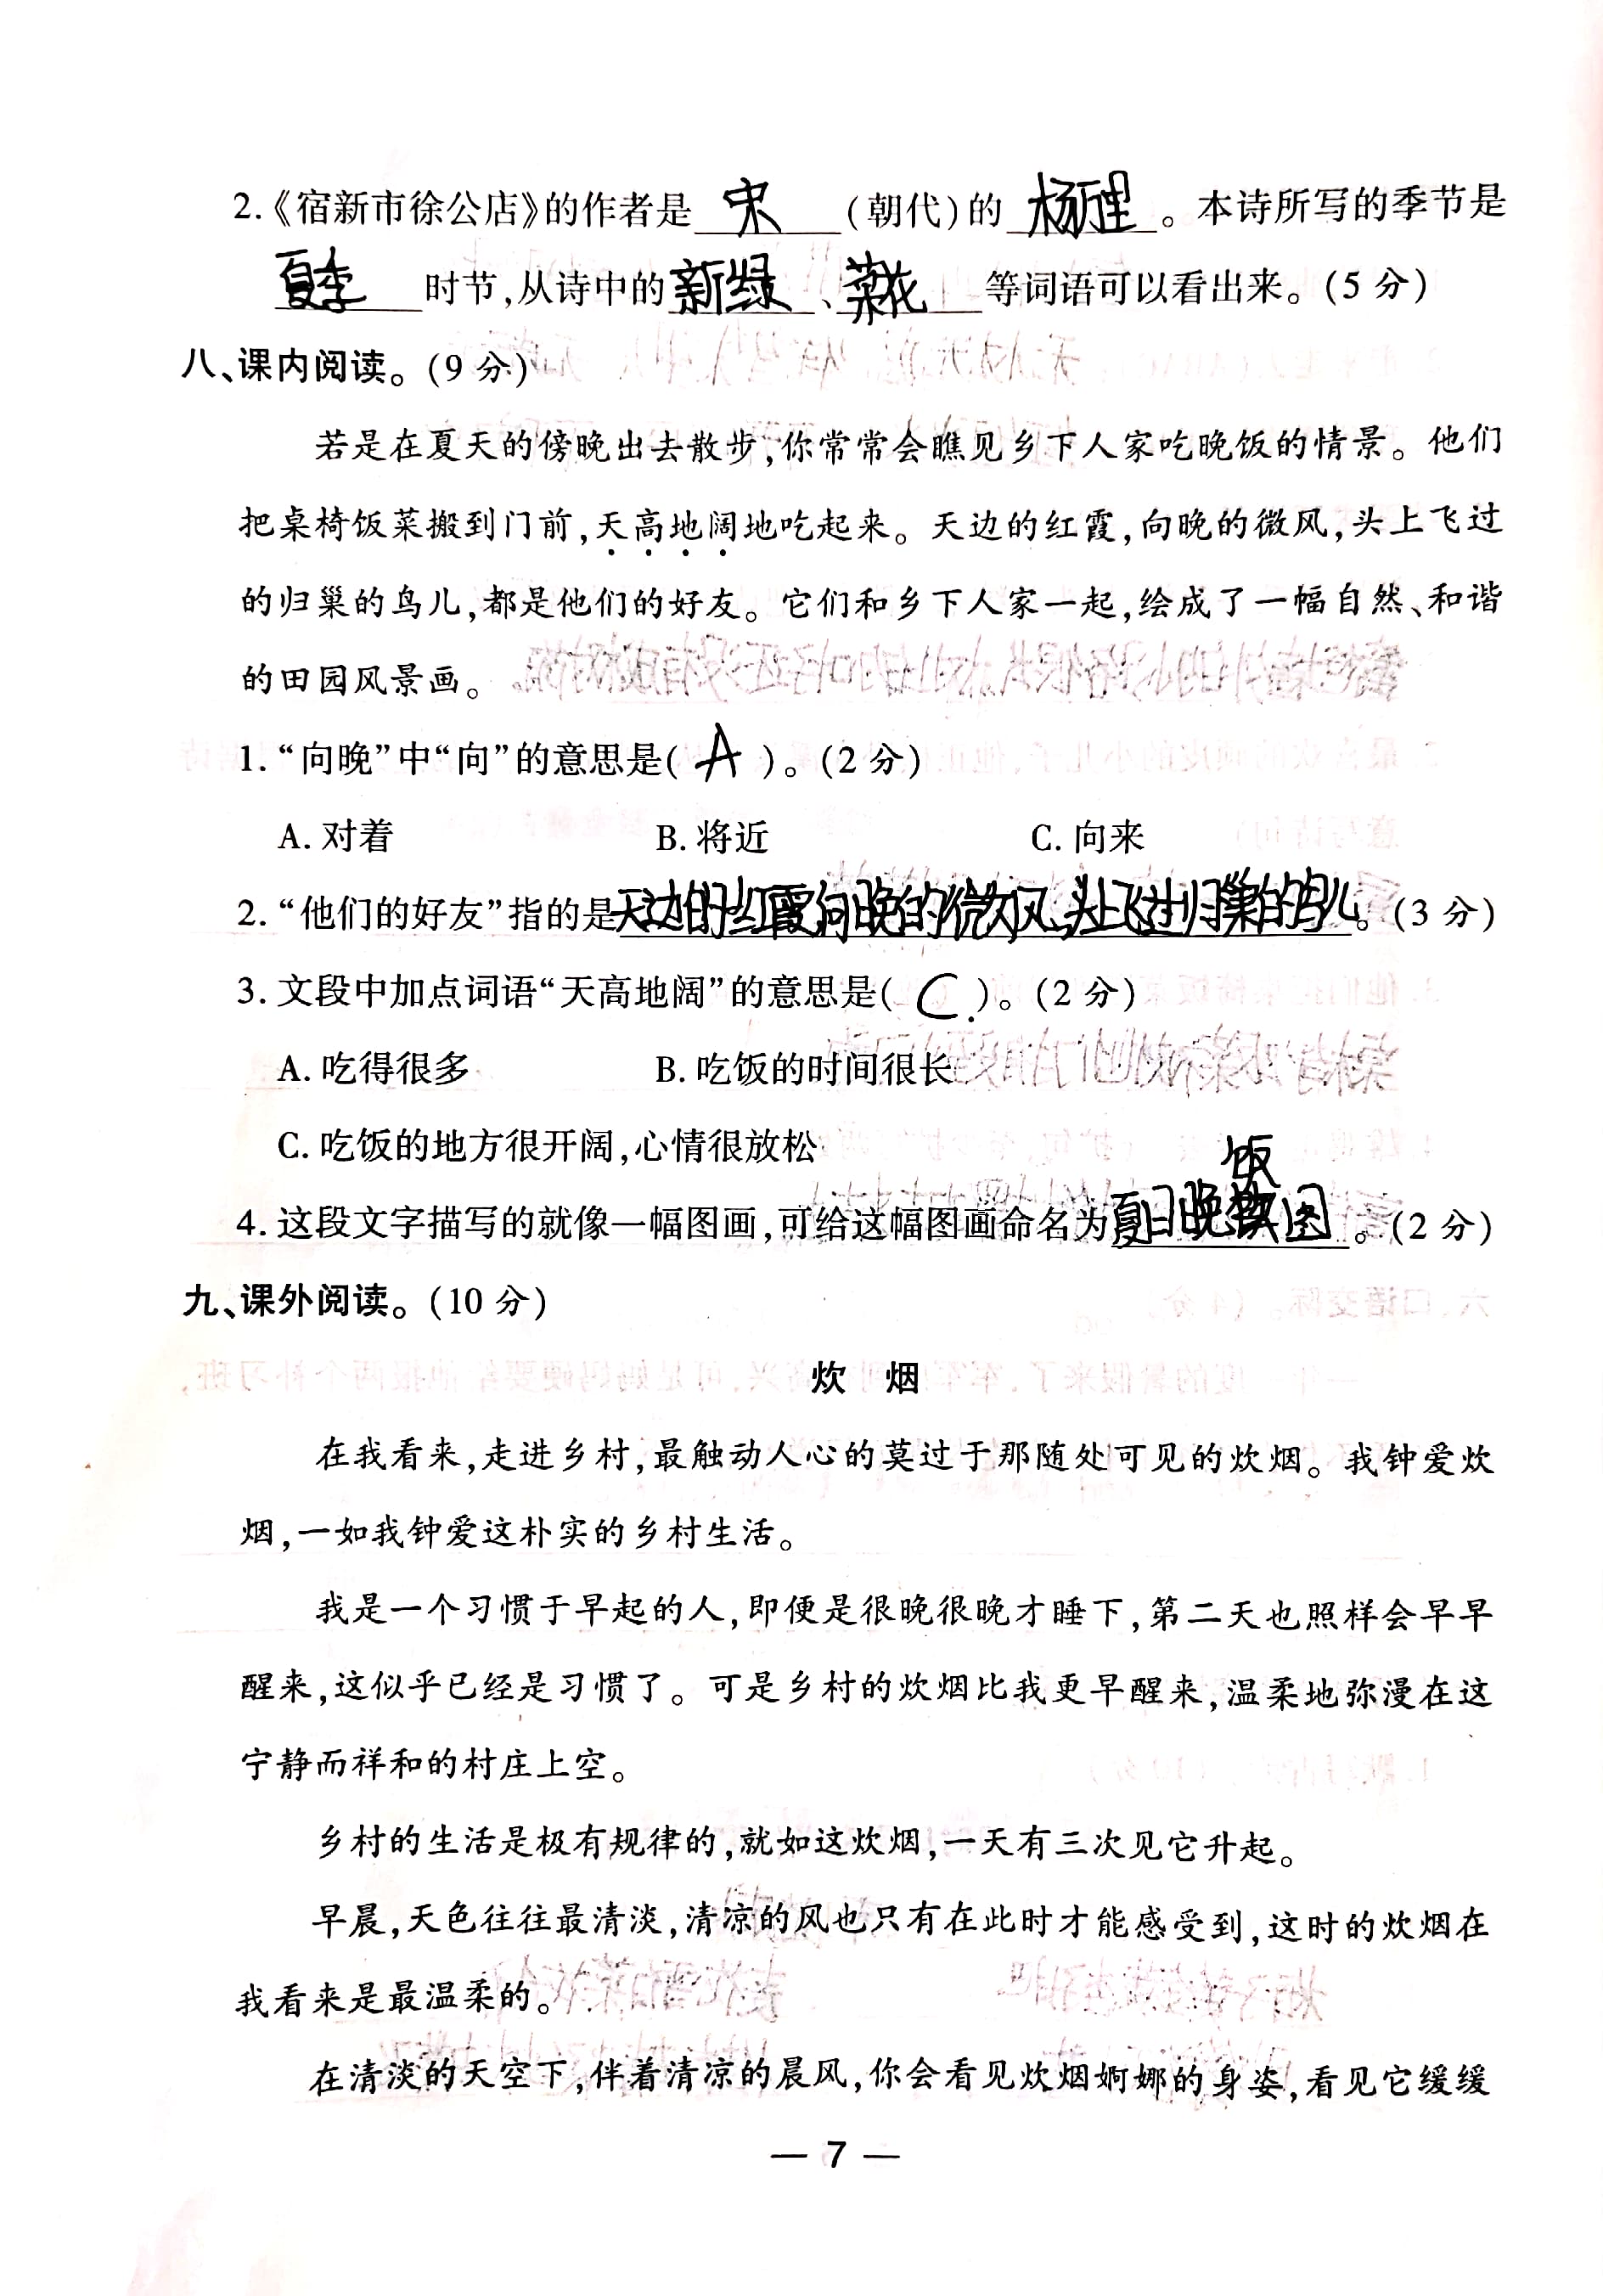 2.《宿新市徐公店》的作者是 宋 (朝代)的 杨万里 。本诗所写的季节是
夏季 时节,从诗中的 新绿 、 菜花 等词语可以看出来。(5 分)
八、课内阅读。(9 分)
若是在夏天的傍晚出去散步,你常常会瞧见乡下人家吃晚饭的情景。他们
把桌椅饭菜搬到门前,天高地阔地吃起来。天边的红霞,向晚的微风,头上飞过
的归巢的鸟儿,都是他们的好友。它们和乡下人家一起,绘成了一幅自然、和谐
的田园风景画。
1. “向晚”中“向”的意思是( A )。(2 分)
A. 对着 B. 将近 C. 向来
2. “他们的好友”指的是天边的红霞,向晚的微风,头上飞过归巢的鸟儿。(3 分)
3. 文段中加点词语“天高地阔”的意思是( C )。(2 分)
A. 吃得很多 B. 吃饭的时间很长
C. 吃饭的地方很开阔,心情很放松
4. 这段文字描写的就像一幅图画,可给这幅图画命名为夏日晚饭图。(2 分)
九、课外阅读。(10 分)
炊 烟
在我看来,走进乡村,最触动人心的莫过于那随处可见的炊烟。我钟爱炊
烟,一如我钟爱这朴实的乡村生活。
我是一个习惯于早起的人,即便是很晚很晚才睡下,第二天也照样会早早
醒来,这似乎已经是习惯了。可是乡村的炊烟比我更早醒来,温柔地弥漫在这
宁静而祥和的村庄上空。
乡村的生活是极有规律的,就如这炊烟,一天有三次见它升起。
早晨,天色往往最清淡,清凉的风也只有在此时才能感受到,这时的炊烟在
我看来是最温柔的。
在清淡的天空下,伴着清凉的晨风,你会看见炊烟婀娜的身姿,看见它缓缓
— 7 —